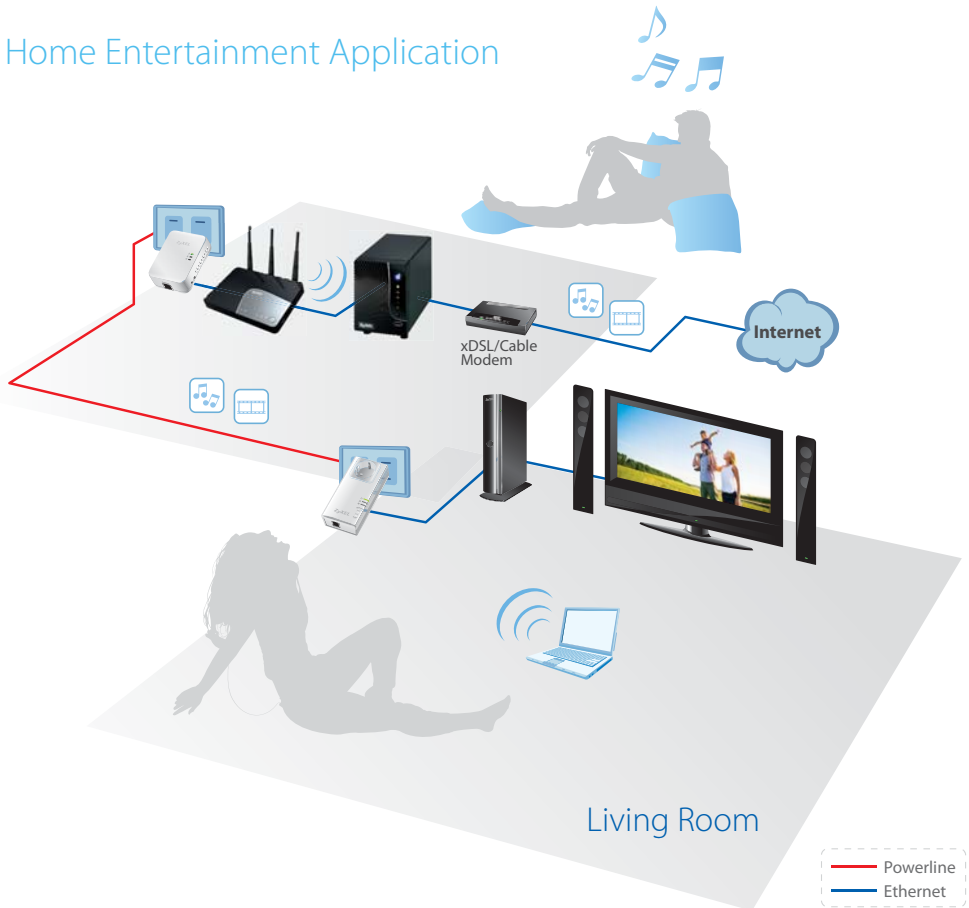 Home Entertainment Application
xDSL/Cable
Modem
Internet
Living Room
Powerline
Ethernet